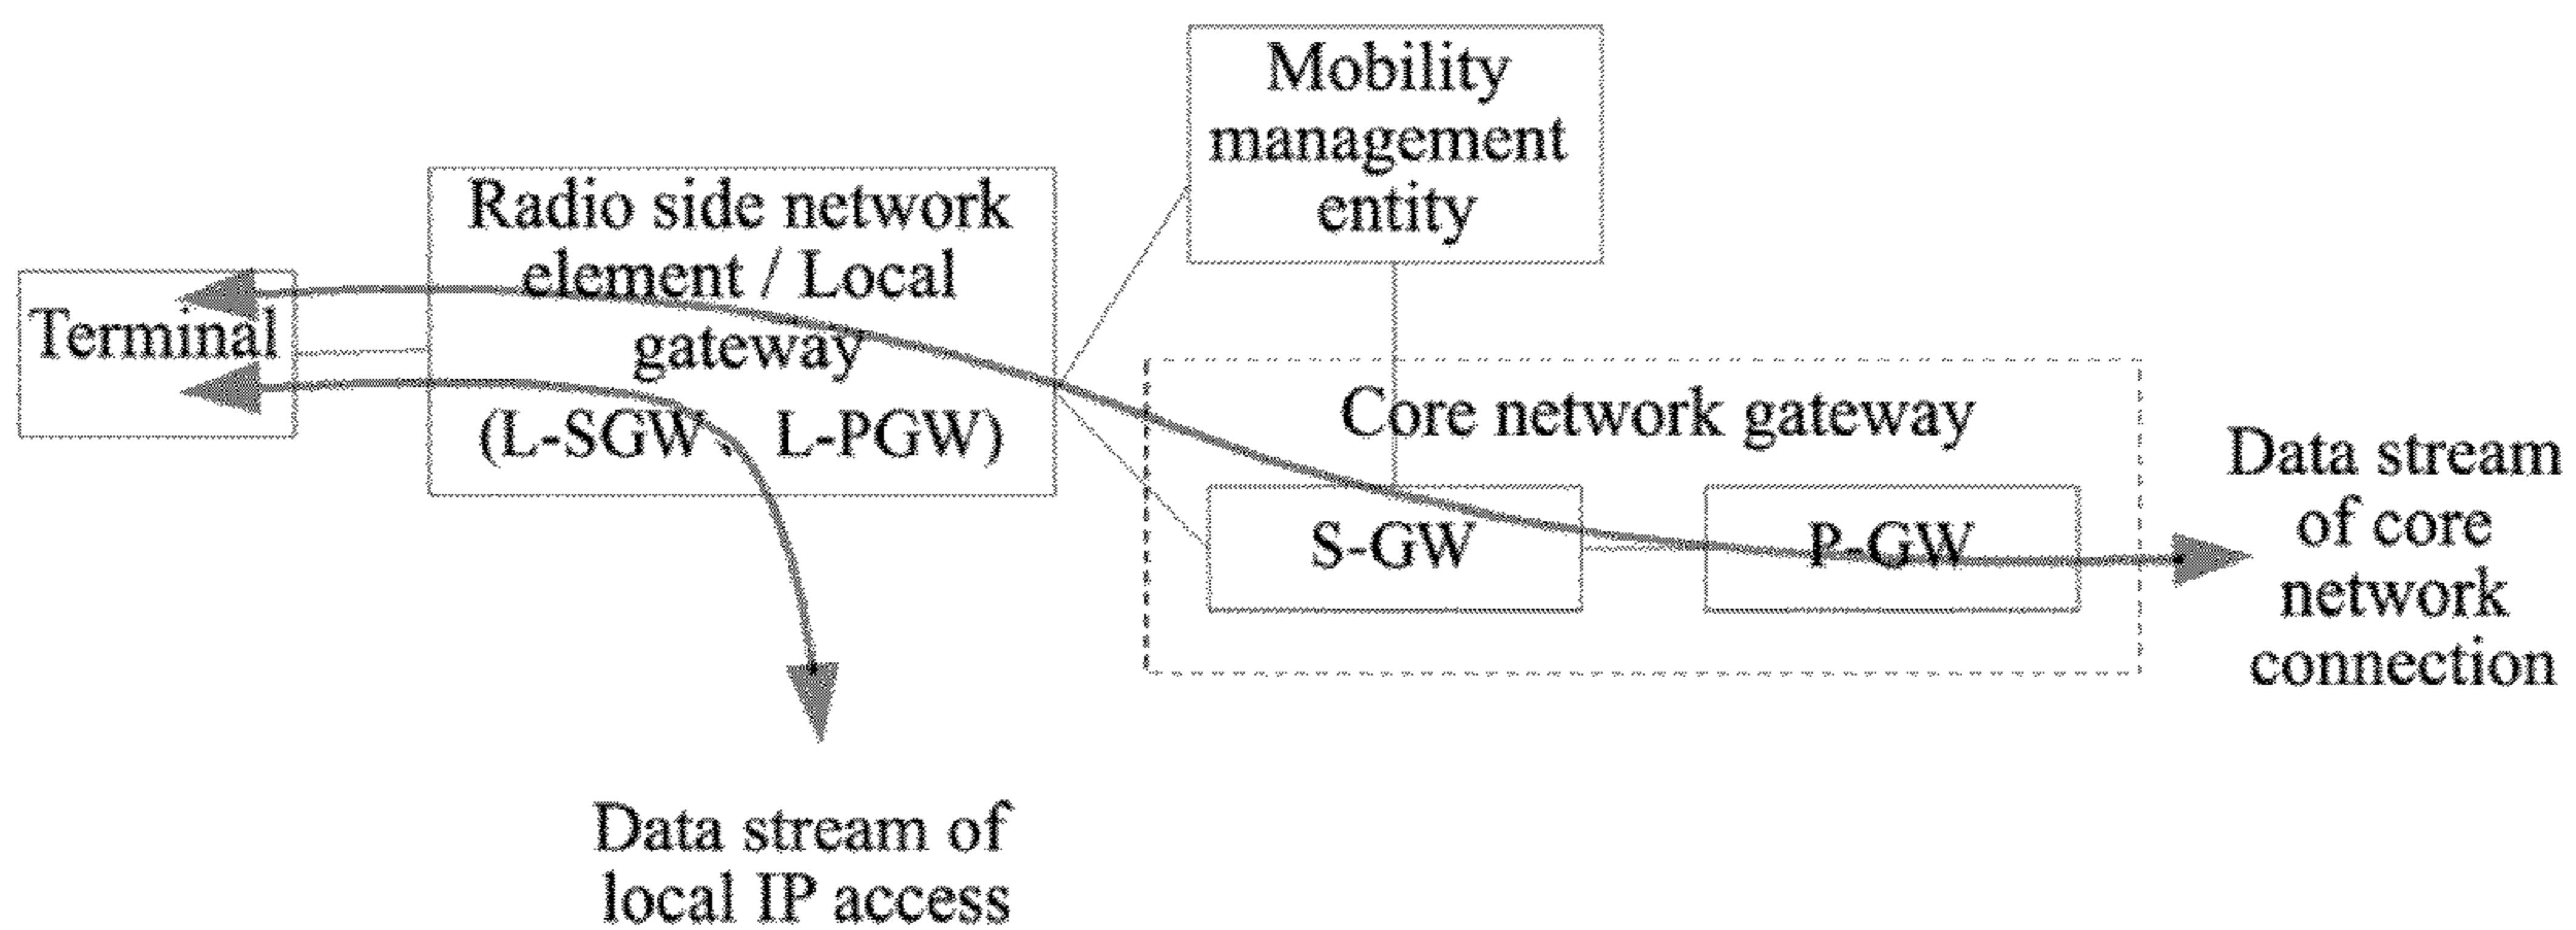 Mobility
management
entity
Radio side network
element / Local
gateway
(L-SGW、 L-PGW)
Terminal
Core network gateway
S-GW
P-GW
Data stream
of core
network
connection
Data stream of
local IP access